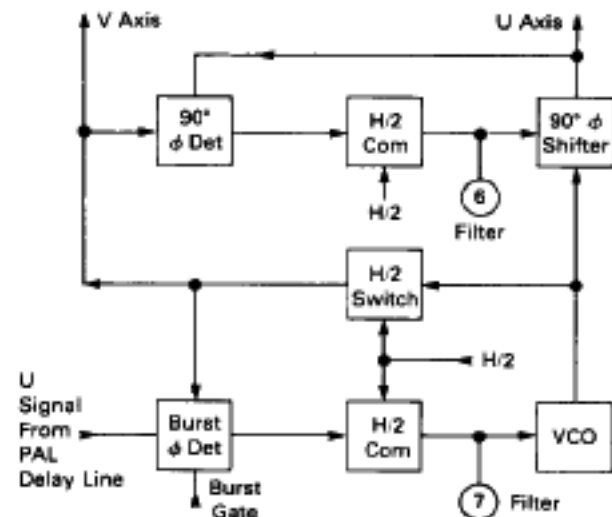 V Axis
U Axis
90°
ϕ Det
H/2
Com
90° ϕ
Shifter
H/2
6
Filter
H/2
Switch
H/2
U
Signal
From
PAL
Delay Line
Burst
ϕ Det
H/2
Com
VCO
Burst
Gate
7
Filter